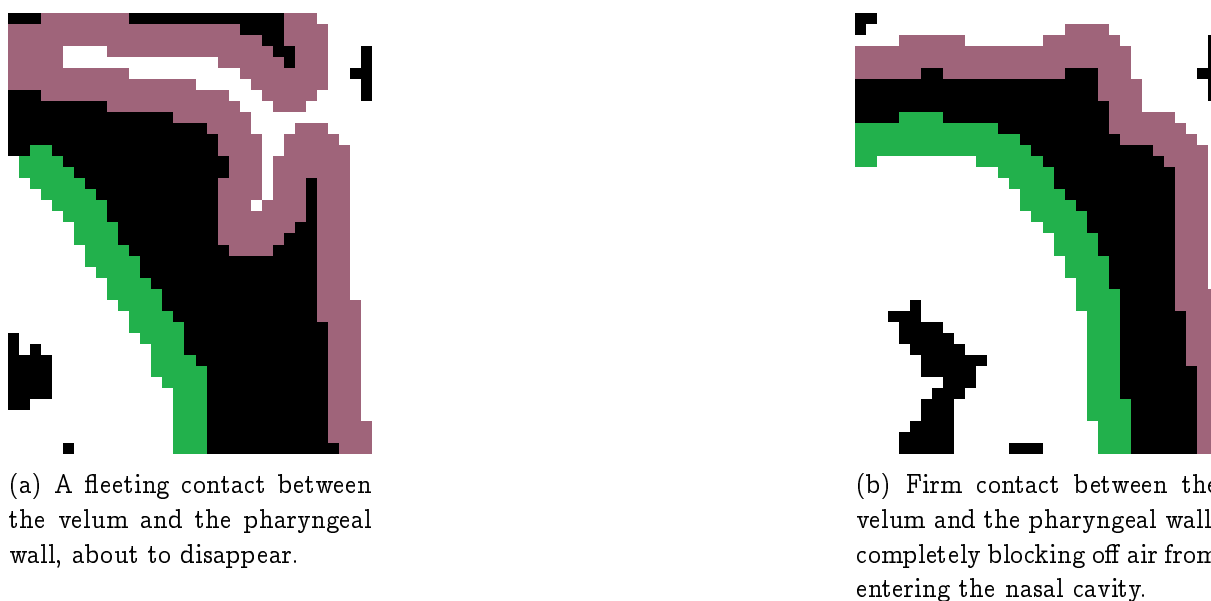 (a) A fleeting contact between
the velum and the pharyngeal
wall, about to disappear.
(b) Firm contact between the
velum and the pharyngeal wall
completely blocking off air from
entering the nasal cavity.